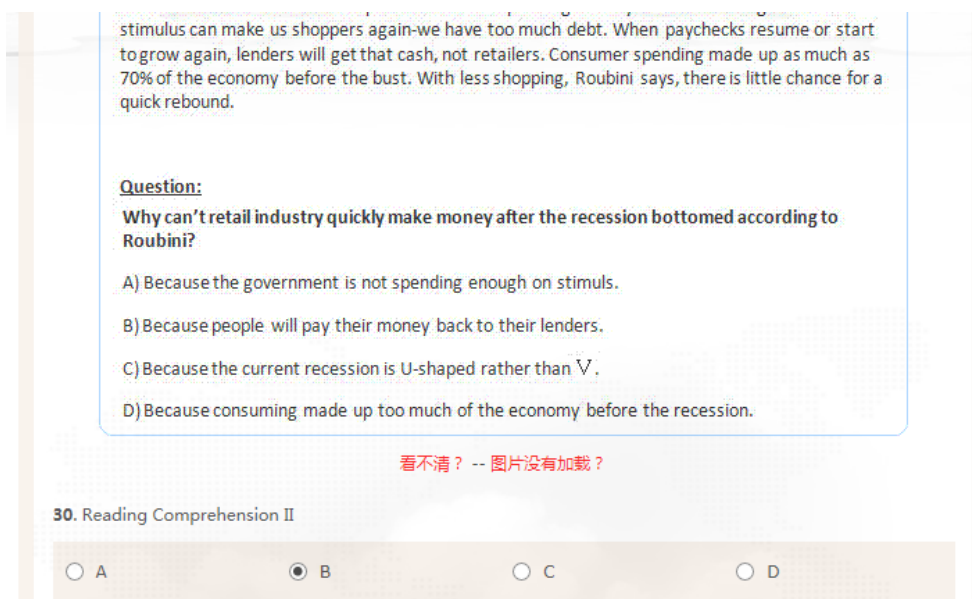 stimulus can make us shoppers again-we have too much debt. When paychecks resume or start
to grow again, lenders will get that cash, not retailers. Consumer spending made up as much as
70% of the economy before the bust. With less shopping, Roubini says, there is little chance for a
quick rebound.
Question:
Why can't retail industry quickly make money after the recession bottomed according to
Roubini?
A) Because the government is not spending enough on stimuls.
B) Because people will pay their money back to their lenders.
C) Because the current recession is U-shaped rather than V.
D) Because consuming made up too much of the economy before the recession.
看不清？ -- 图片没有加载？
30. Reading Comprehension II
A B C D